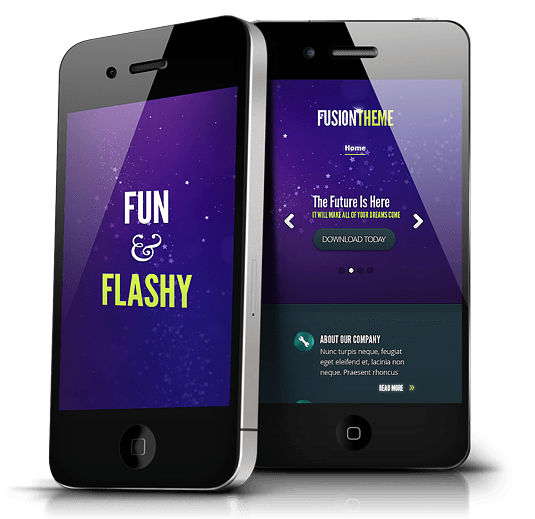 FUN
&
FLASHY
FUSIONTHEME
Home
The Future Is Here
IT WILL MAKE ALL OF YOUR DREAMS COME
DOWNLOAD TODAY
ABOUT OUR COMPANY
Nunc turpis neque, feugiat
eget eleifend et, lacinia non
neque. Praesent rhoncus
READ MORE »